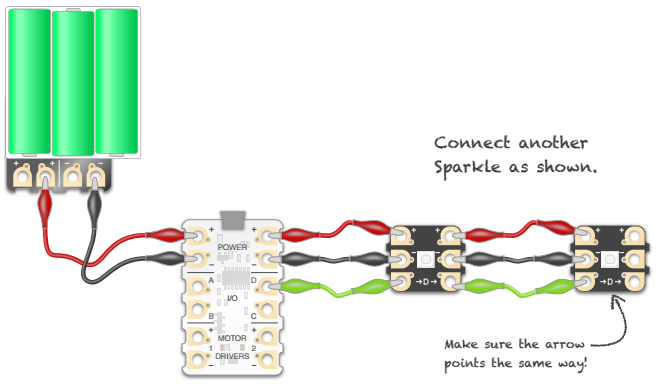 Connect another
Sparkle as shown.
+ + - -
+ +
POWER
- -
A D
I/O
B C
+ MOTOR +
1 2
- DRIVERS -
+ +
- -
→D→
+ +
- -
→D→
Make sure the arrow
points the same way!